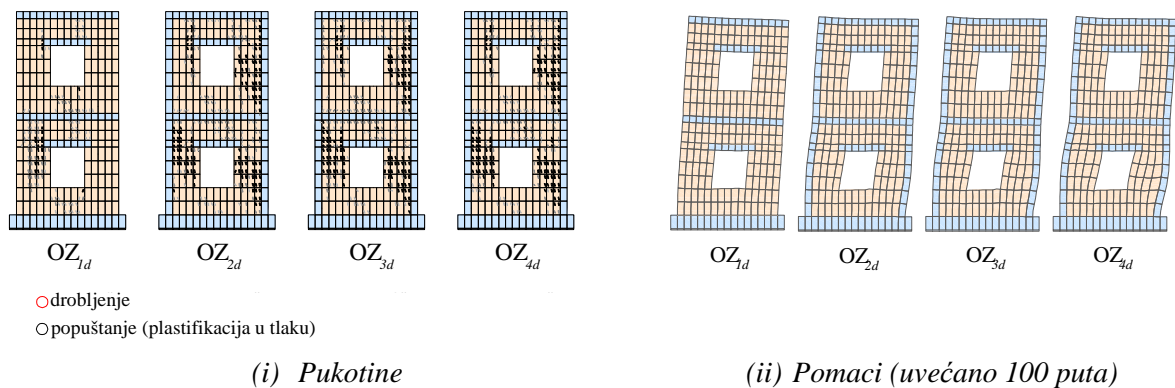 OZ1d OZ2d OZ3d OZ4d
OZ1d OZ2d OZ3d OZ4d
drobljenje
popuštanje (plastifikacija u tlaku)
(i) Pukotine
(ii) Pomaci (uvećano 100 puta)